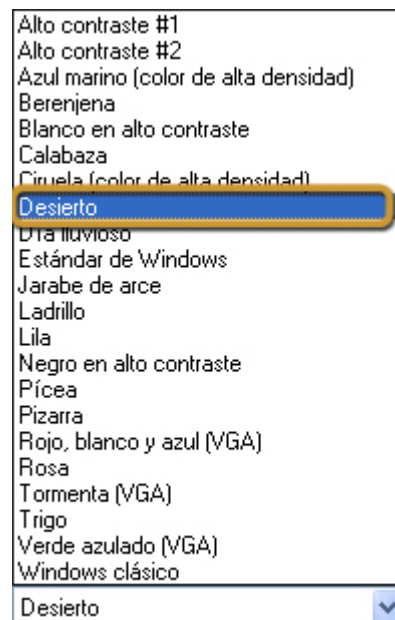 Alto contraste #1
Alto contraste #2
Azul marino (color de alta densidad)
Berenjena
Blanco en alto contraste
Calabaza
Ciruela (color de alta densidad)
Desierto
Día lluvioso
Estándar de Windows
Jarabe de arce
Ladrillo
Lila
Negro en alto contraste
Pícea
Pizarra
Rojo, blanco y azul (VGA)
Rosa
Tormenta (VGA)
Trigo
Verde azulado (VGA)
Windows clásico
Desierto